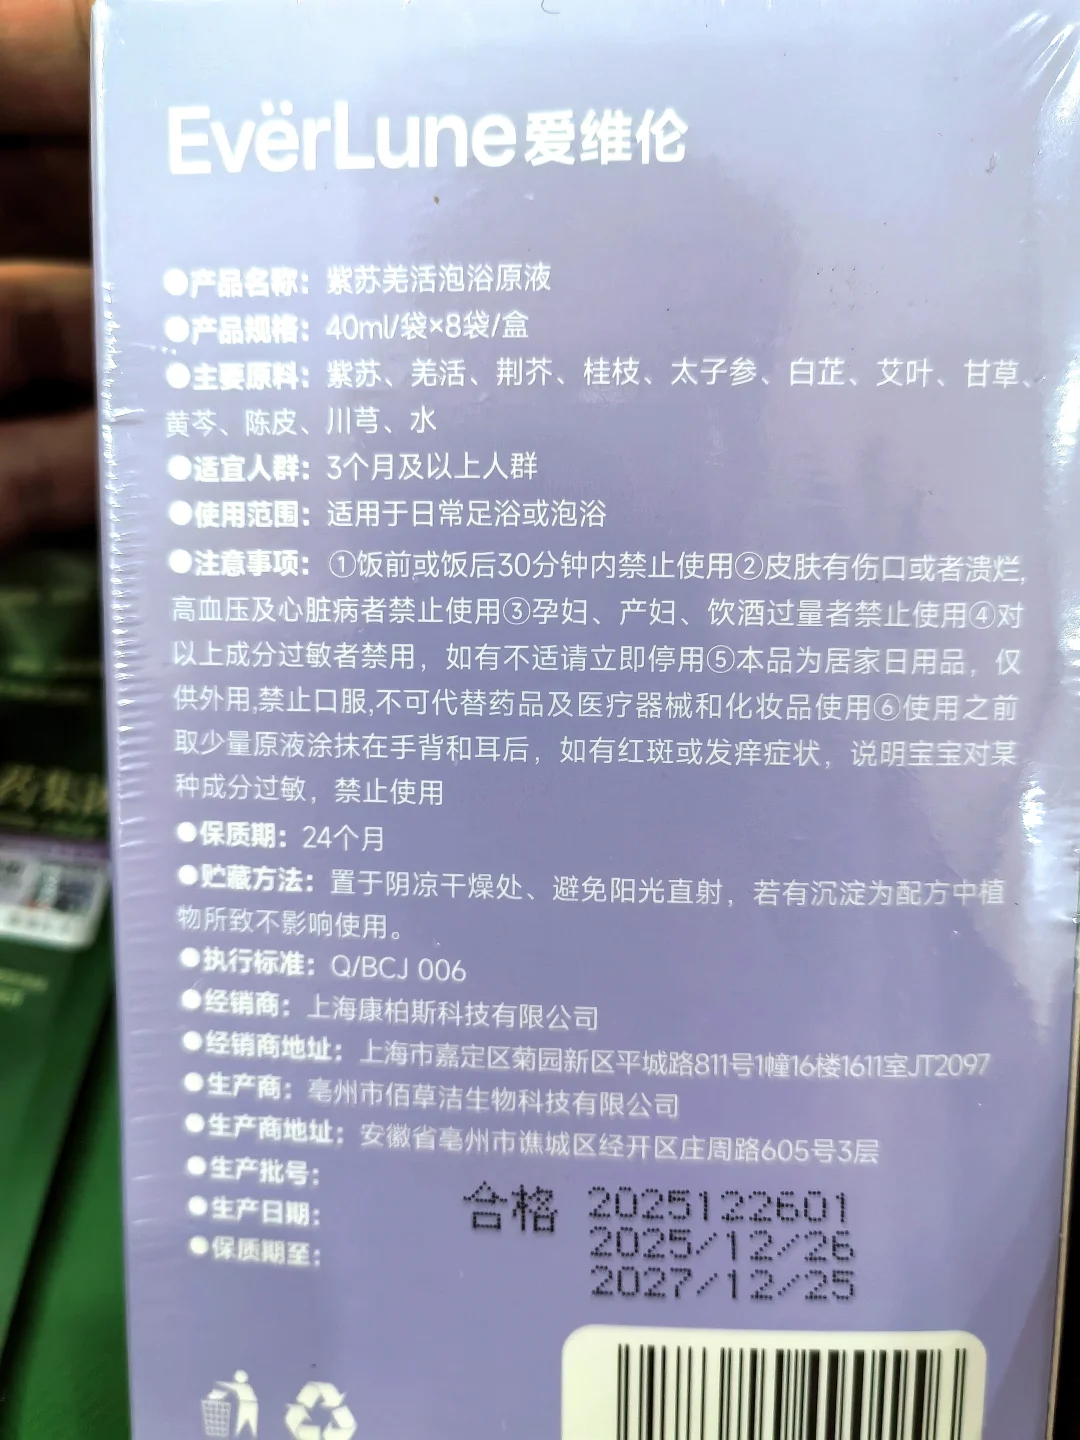 EvërLune爱维伦
●产品名称：紫苏羌活泡浴原液
●产品规格：40ml/袋×8袋/盒
●主要原料：紫苏、羌活、荆芥、桂枝、太子参、白芷、艾叶、甘草、
黄芩、陈皮、川芎、水
●适宜人群：3个月及以上人群
●使用范围：适用于日常足浴或泡浴
●注意事项：①饭前或饭后30分钟内禁止使用②皮肤有伤口或者溃烂,
高血压及心脏病者禁止使用③孕妇、产妇、饮酒过量者禁止使用④对
以上成分过敏者禁用，如有不适请立即停用⑤本品为居家日用品，仅
供外用,禁止口服,不可代替药品及医疗器械和化妆品使用⑥使用之前
取少量原液涂抹在手背和耳后，如有红斑或发痒症状，说明宝宝对某
种成分过敏，禁止使用
●保质期：24个月
●贮藏方法：置于阴凉干燥处、避免阳光直射，若有沉淀为配方中植
物所致不影响使用。
●执行标准：Q/BCJ 006
●经销商：上海康柏斯科技有限公司
●经销商地址：上海市嘉定区菊园新区平城路811号1幢16楼1611室JT2097
●生产商：亳州市佰草洁生物科技有限公司
●生产商地址：安徽省亳州市谯城区经开区庄周路605号3层
●生产批号：合格 2025122601
●生产日期：2025/12/26
●保质期至：2027/12/25